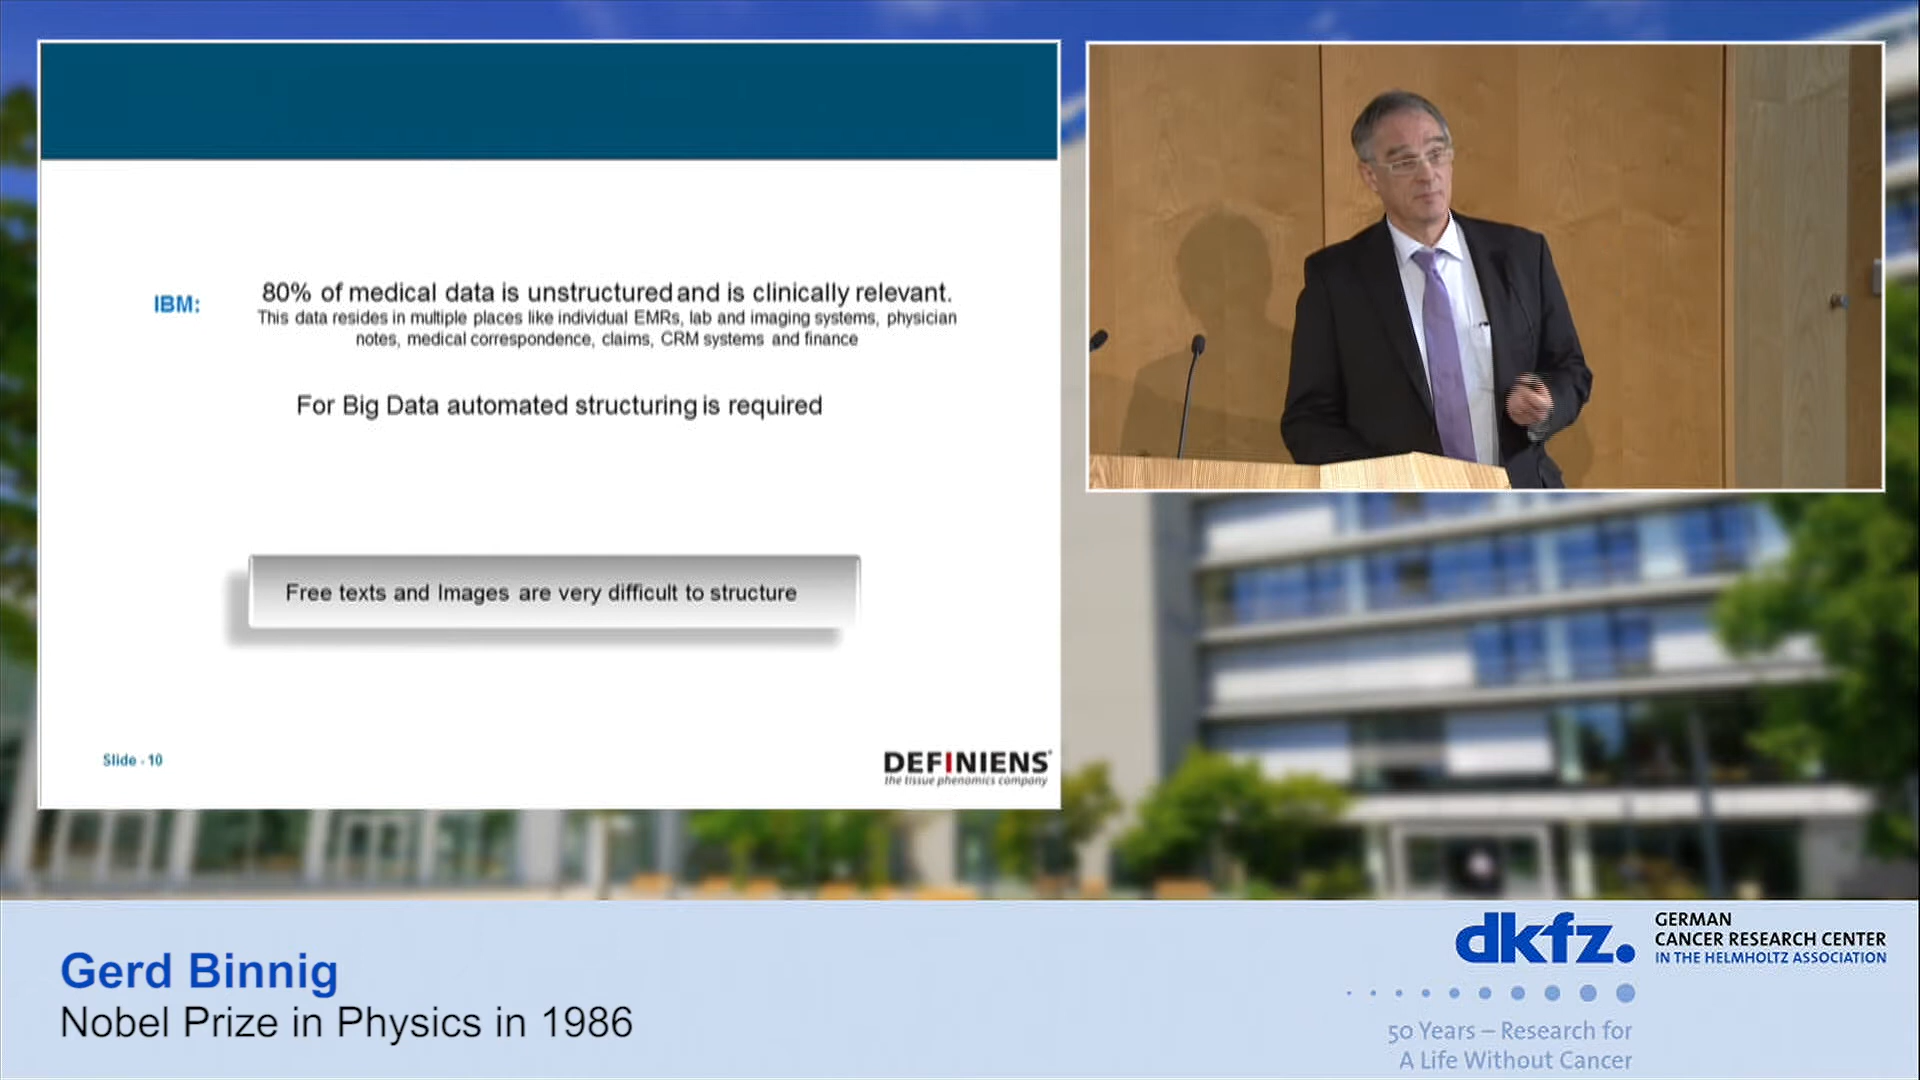 IBM:
80% of medical data is unstructured and is clinically relevant.
This data resides in multiple places like individual EMRs, lab and imaging systems, physician
notes, medical correspondence, claims, CRM systems and finance
For Big Data automated structuring is required
Free texts and Images are very difficult to structure
Slide - 10
DEFINIENS
the tissue phenomics company
Gerd Binnig
Nobel Prize in Physics in 1986
dkfz.
GERMAN
CANCER RESEARCH CENTER
IN THE HELMHOLTZ ASSOCIATION
50 Years – Research for
A Life Without Cancer